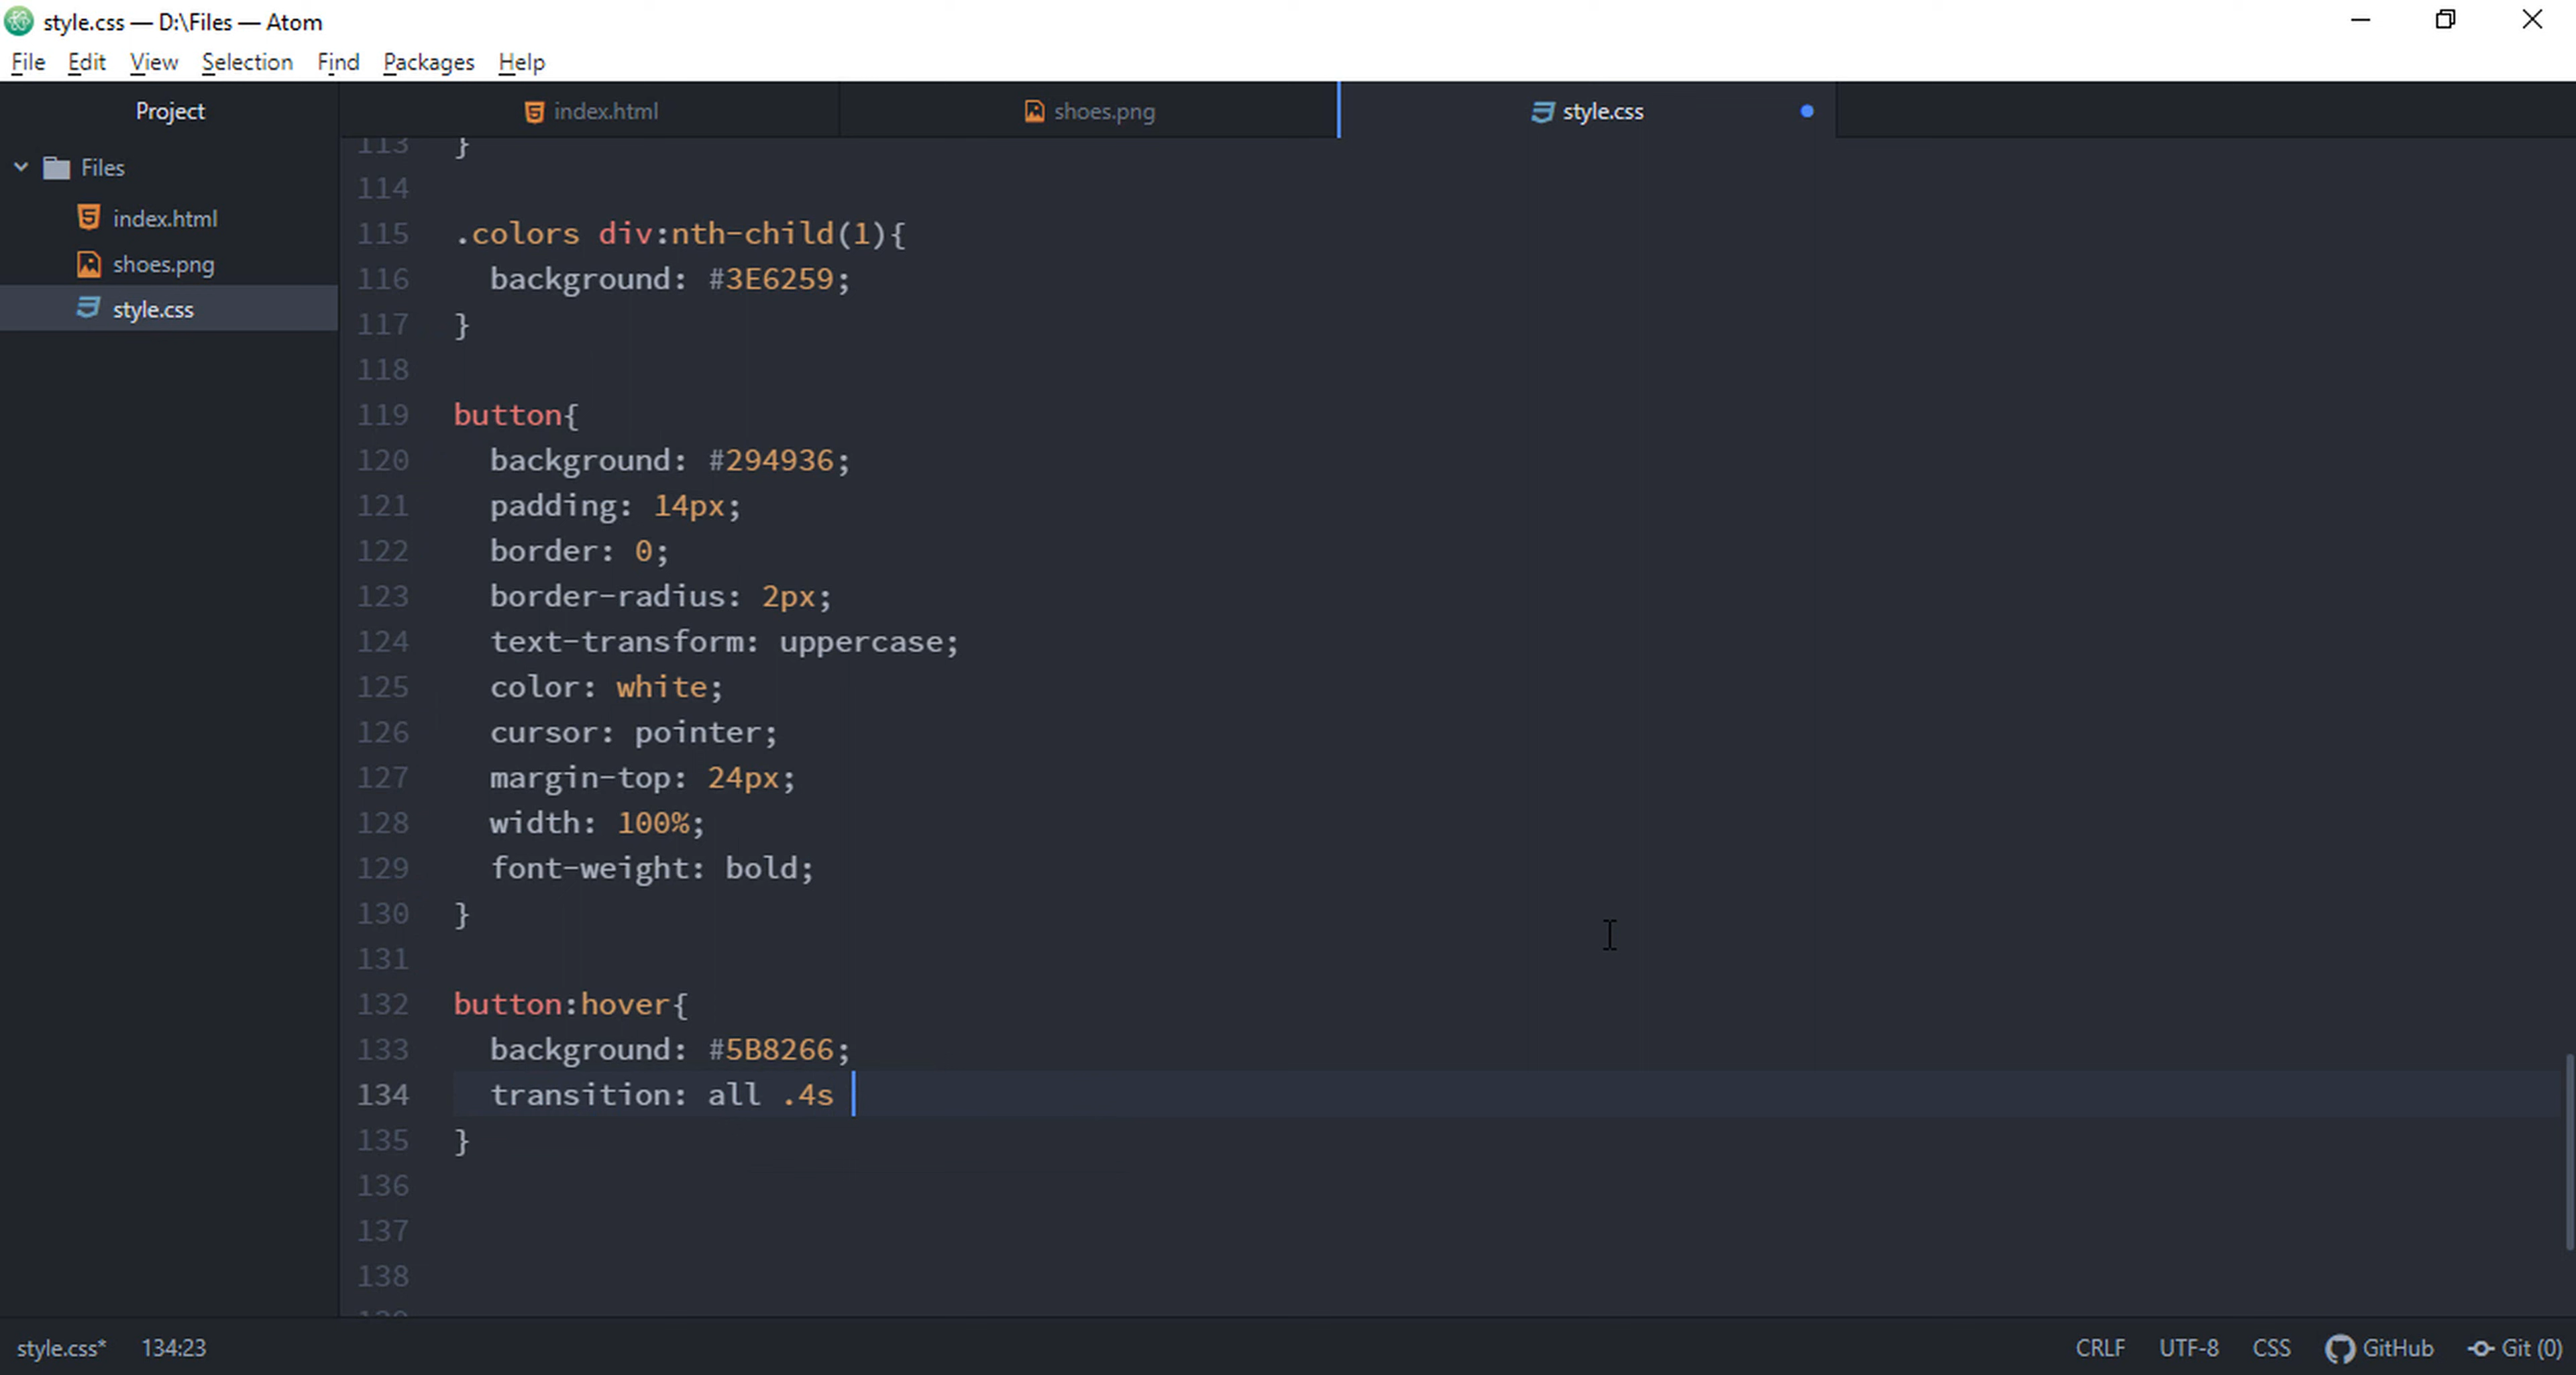 style.css — D:\Files — Atom
File Edit View Selection Find Packages Help
Project
index.html
shoes.png
style.css
Files
index.html
shoes.png
style.css
113 }
114
115 .colors div:nth-child(1){
116 background: #3E6259;
117 }
118
119 button{
120 background: #294936;
121 padding: 14px;
122 border: 0;
123 border-radius: 2px;
124 text-transform: uppercase;
125 color: white;
126 cursor: pointer;
127 margin-top: 24px;
128 width: 100%;
129 font-weight: bold;
130 }
131
132 button:hover{
133 background: #5B8266;
134 transition: all .4s
135 }
136
137
138
style.css* 134:23 CRLF UTF-8 CSS GitHub Git (0)